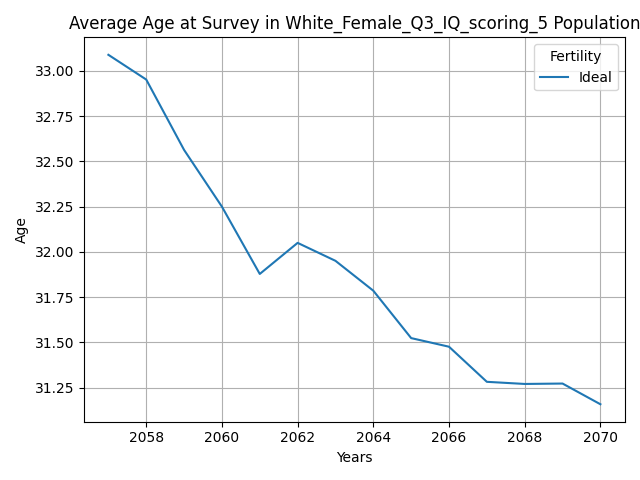 Average Age at Survey in White_Female_Q3_IQ_scoring_5 Population
Fertility
Ideal
33.00
32.75
32.50
32.25
32.00
31.75
31.50
31.25
Age
2058 2060 2062 2064 2066 2068 2070
Years